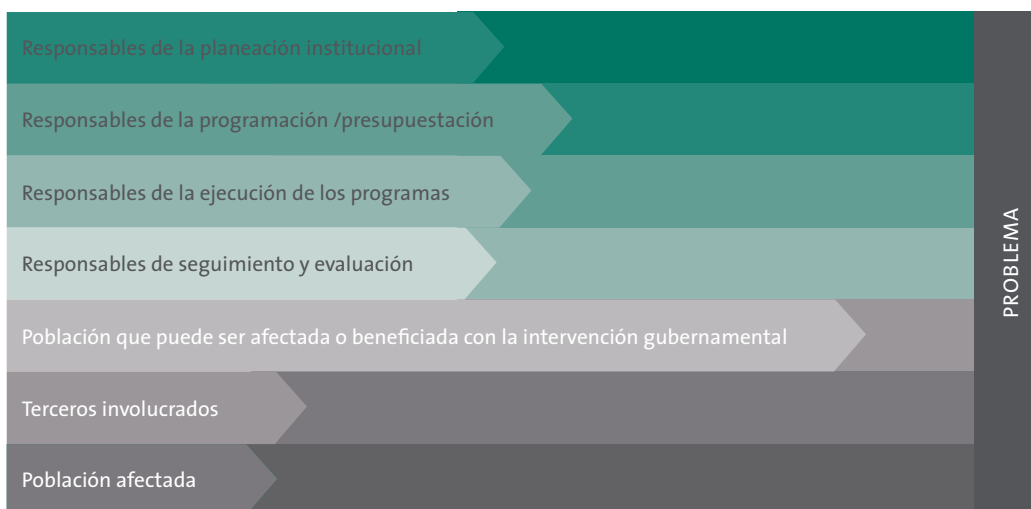 Responsables de la planeación institucional
Responsables de la programación /presupuestación
Responsables de la ejecución de los programas
Responsables de seguimiento y evaluación
Población que puede ser afectada o beneficiada con la intervención gubernamental
Terceros involucrados
Población afectada
PROBLEMA